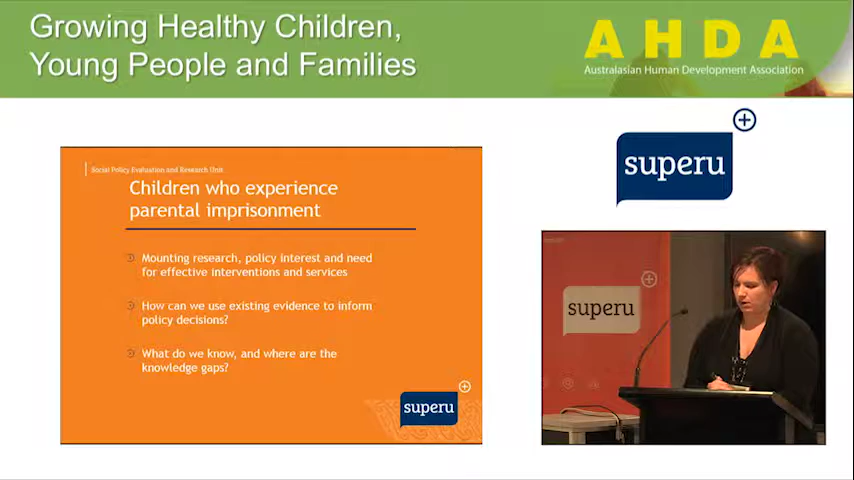 Growing Healthy Children,
Young People and Families
AHDA
Australasian Human Development Association
superu
Social Policy Evaluation and Research Unit
Children who experience
parental imprisonment
Mounting research, policy interest and need
for effective interventions and services
How can we use existing evidence to inform
policy decisions?
What do we know, and where are the
knowledge gaps?
superu
superu